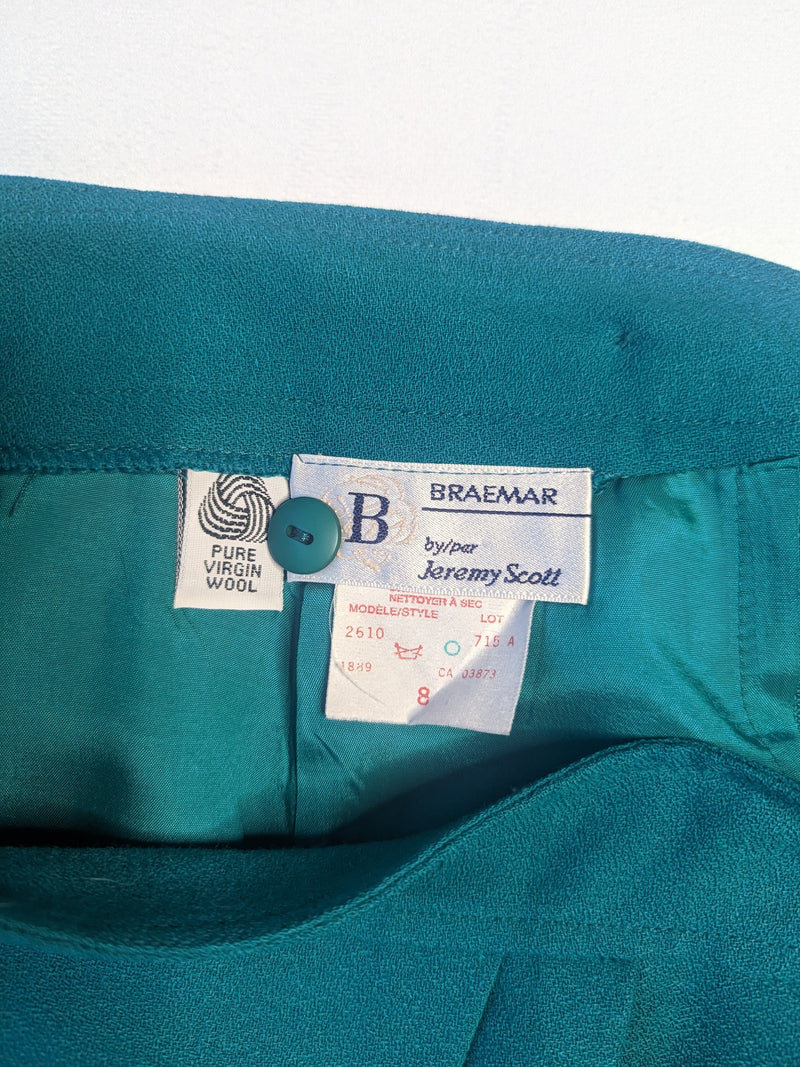 PURE
VIRGIN
WOOL
B
BRAEMAR
by/par
Jeremy Scott
NETTOYER À SEC
MODÈLE/STYLE LOT
2610 715 A
1889 CA 03873
8